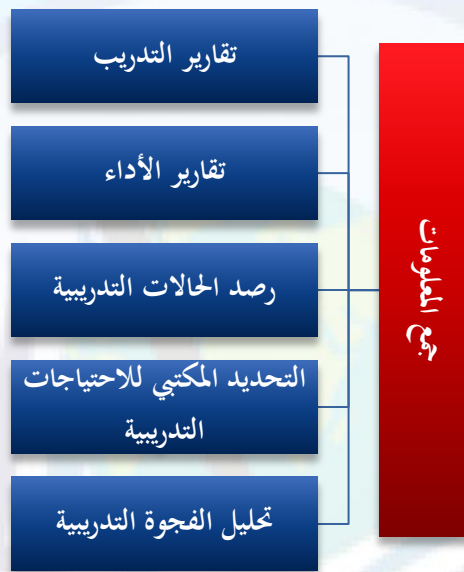 جمع المعلومات
تقارير التدريب
تقارير الأداء
رصد الحالات التدريبية
التحديد المكتبي للاحتياجات
التدريبية
تحليل الفجوة التدريبية